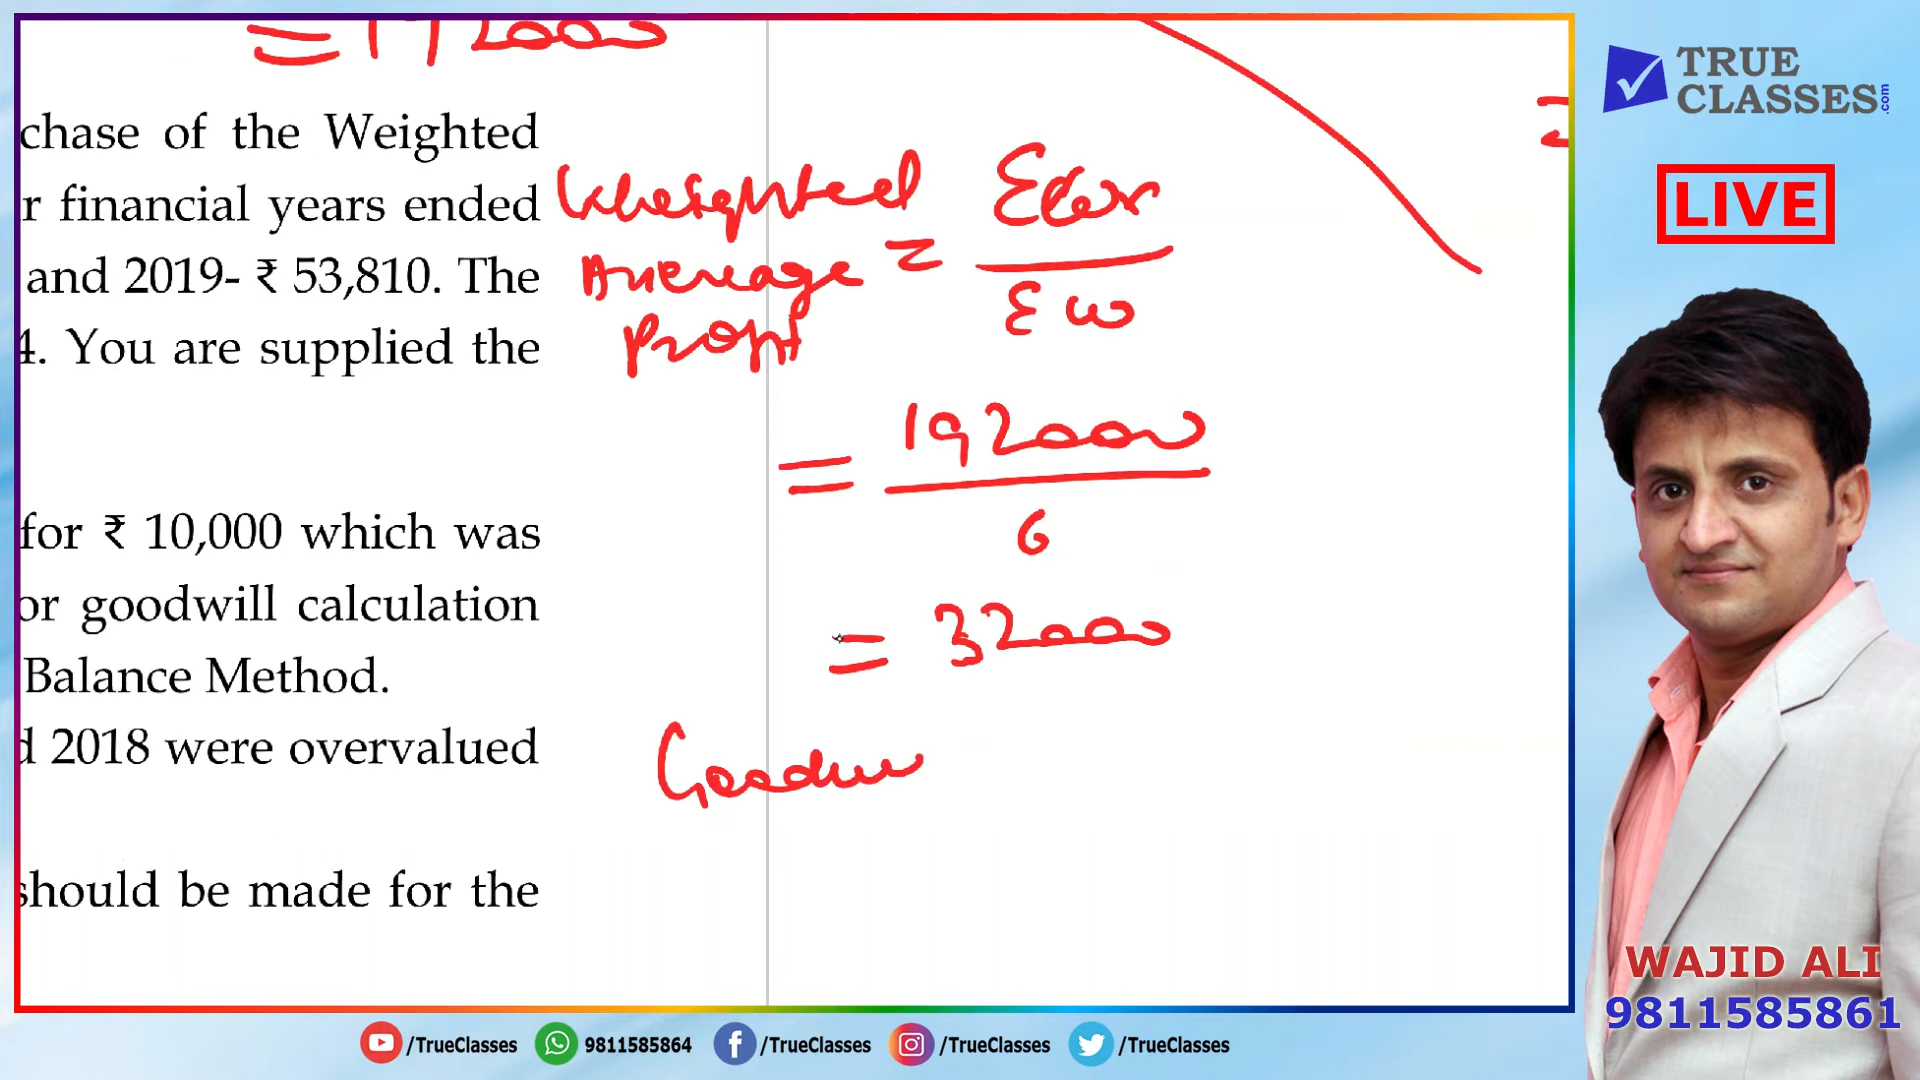 =192000
chase of the Weighted
r financial years ended
and 2019- ₹ 53,810. The
4. You are supplied the
for ₹ 10,000 which was
or goodwill calculation
Balance Method.
d 2018 were overvalued
should be made for the
Weighted
Average =
Profit
Σw
= 192000
6
= 32000
TRUE
CLASSES.com
LIVE
WAJID ALI
9811585861
/TrueClasses 9811585864 /TrueClasses /TrueClasses /TrueClasses